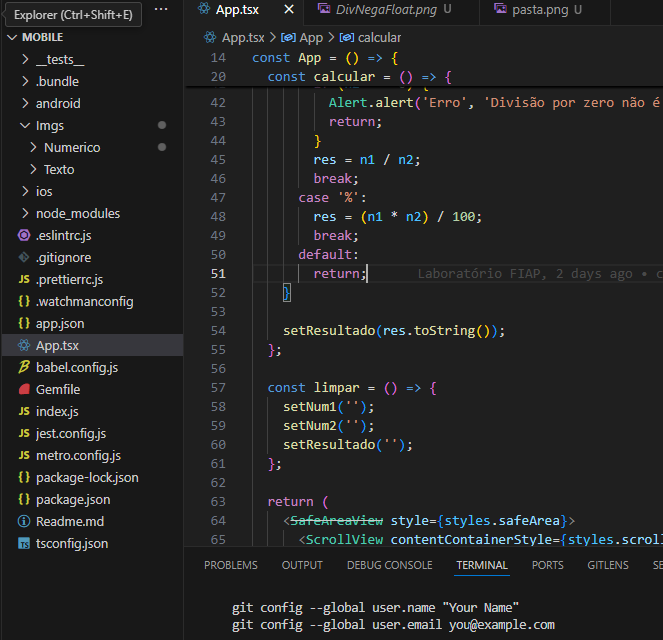 Explorer (Ctrl+Shift+E)
...
App.tsx
DivNegaFloat.png U
pasta.png U
MOBILE
__tests__
.bundle
android
Imgs
Numerico
Texto
ios
node_modules
.eslintrc.js
.gitignore
.prettierrc.js
.watchmanconfig
app.json
App.tsx
babel.config.js
Gemfile
index.js
jest.config.js
metro.config.js
package-lock.json
package.json
Readme.md
tsconfig.json
App.tsx > App > calcular
14 const App = () => {
20 const calcular = () => {
42 Alert.alert('Erro', 'Divisão por zero não é
43 return;
44 }
45 res = n1 / n2;
46 break;
47 case '%':
48 res = (n1 * n2) / 100;
49 break;
50 default:
51 return; Laboratório FIAP, 2 days ago • c
52 }
53
54 setResultado(res.toString());
55 };
56
57 const limpar = () => {
58 setNum1('');
59 setNum2('');
60 setResultado('');
61 };
62
63 return (
64 <SafeAreaView style={styles.safeArea}>
65 <ScrollView contentContainerStyle={styles.scroll
PROBLEMS OUTPUT DEBUG CONSOLE TERMINAL PORTS GITLENS SE
git config --global user.name "Your Name"
git config --global user.email you@example.com